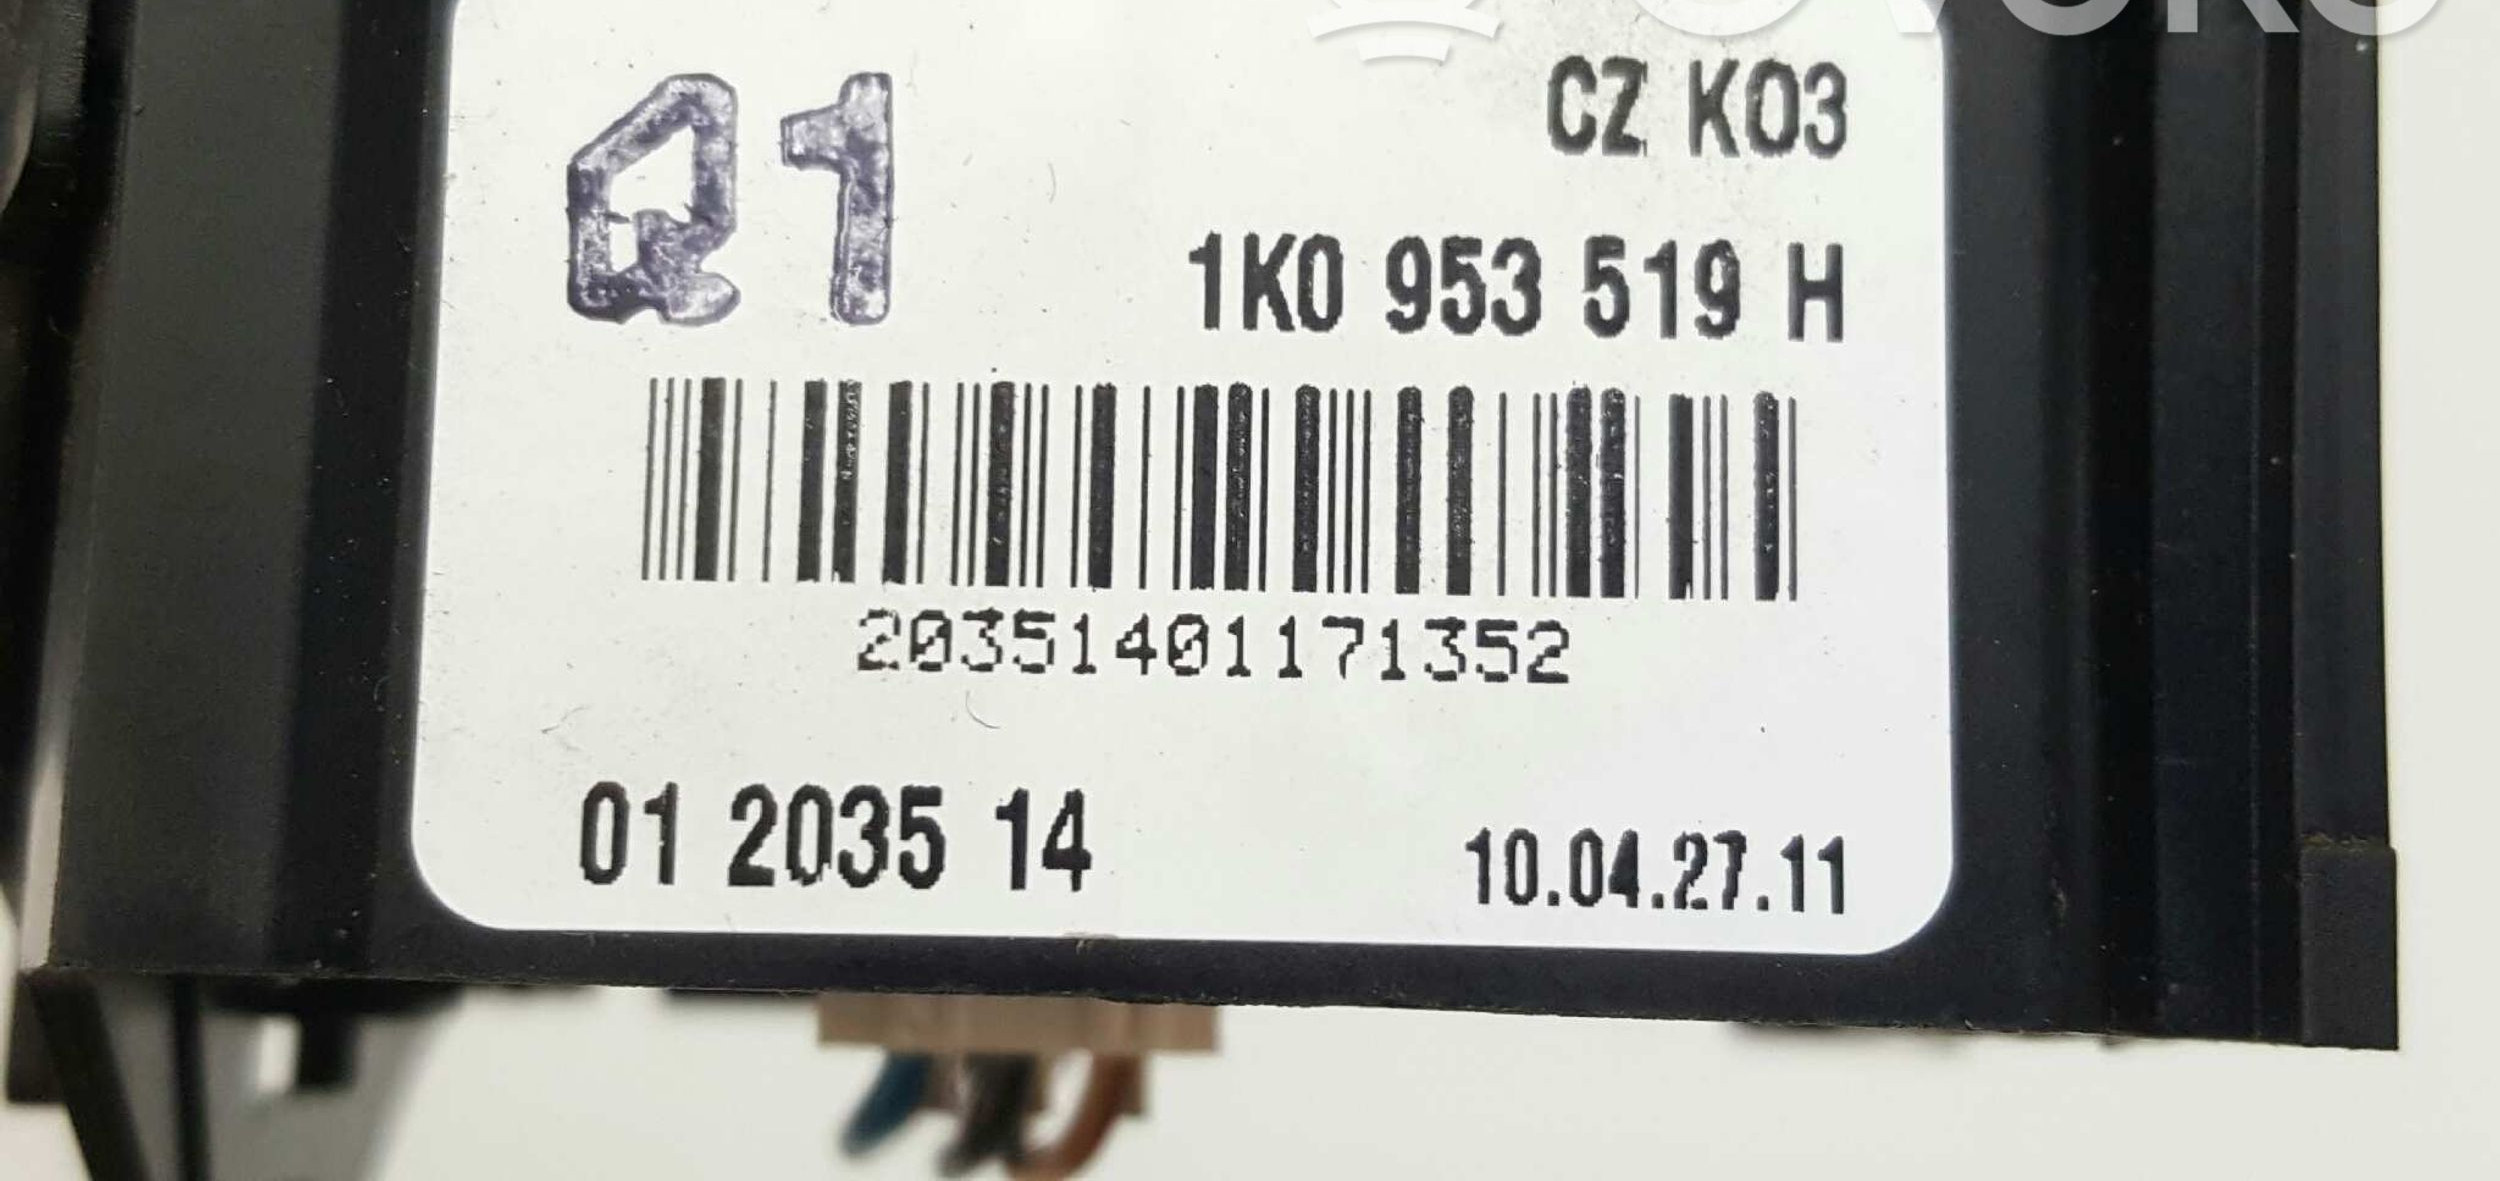 Q1
CZ K03
1K0 953 519 H
20351401171352
01 2035 14
10.04.27.11